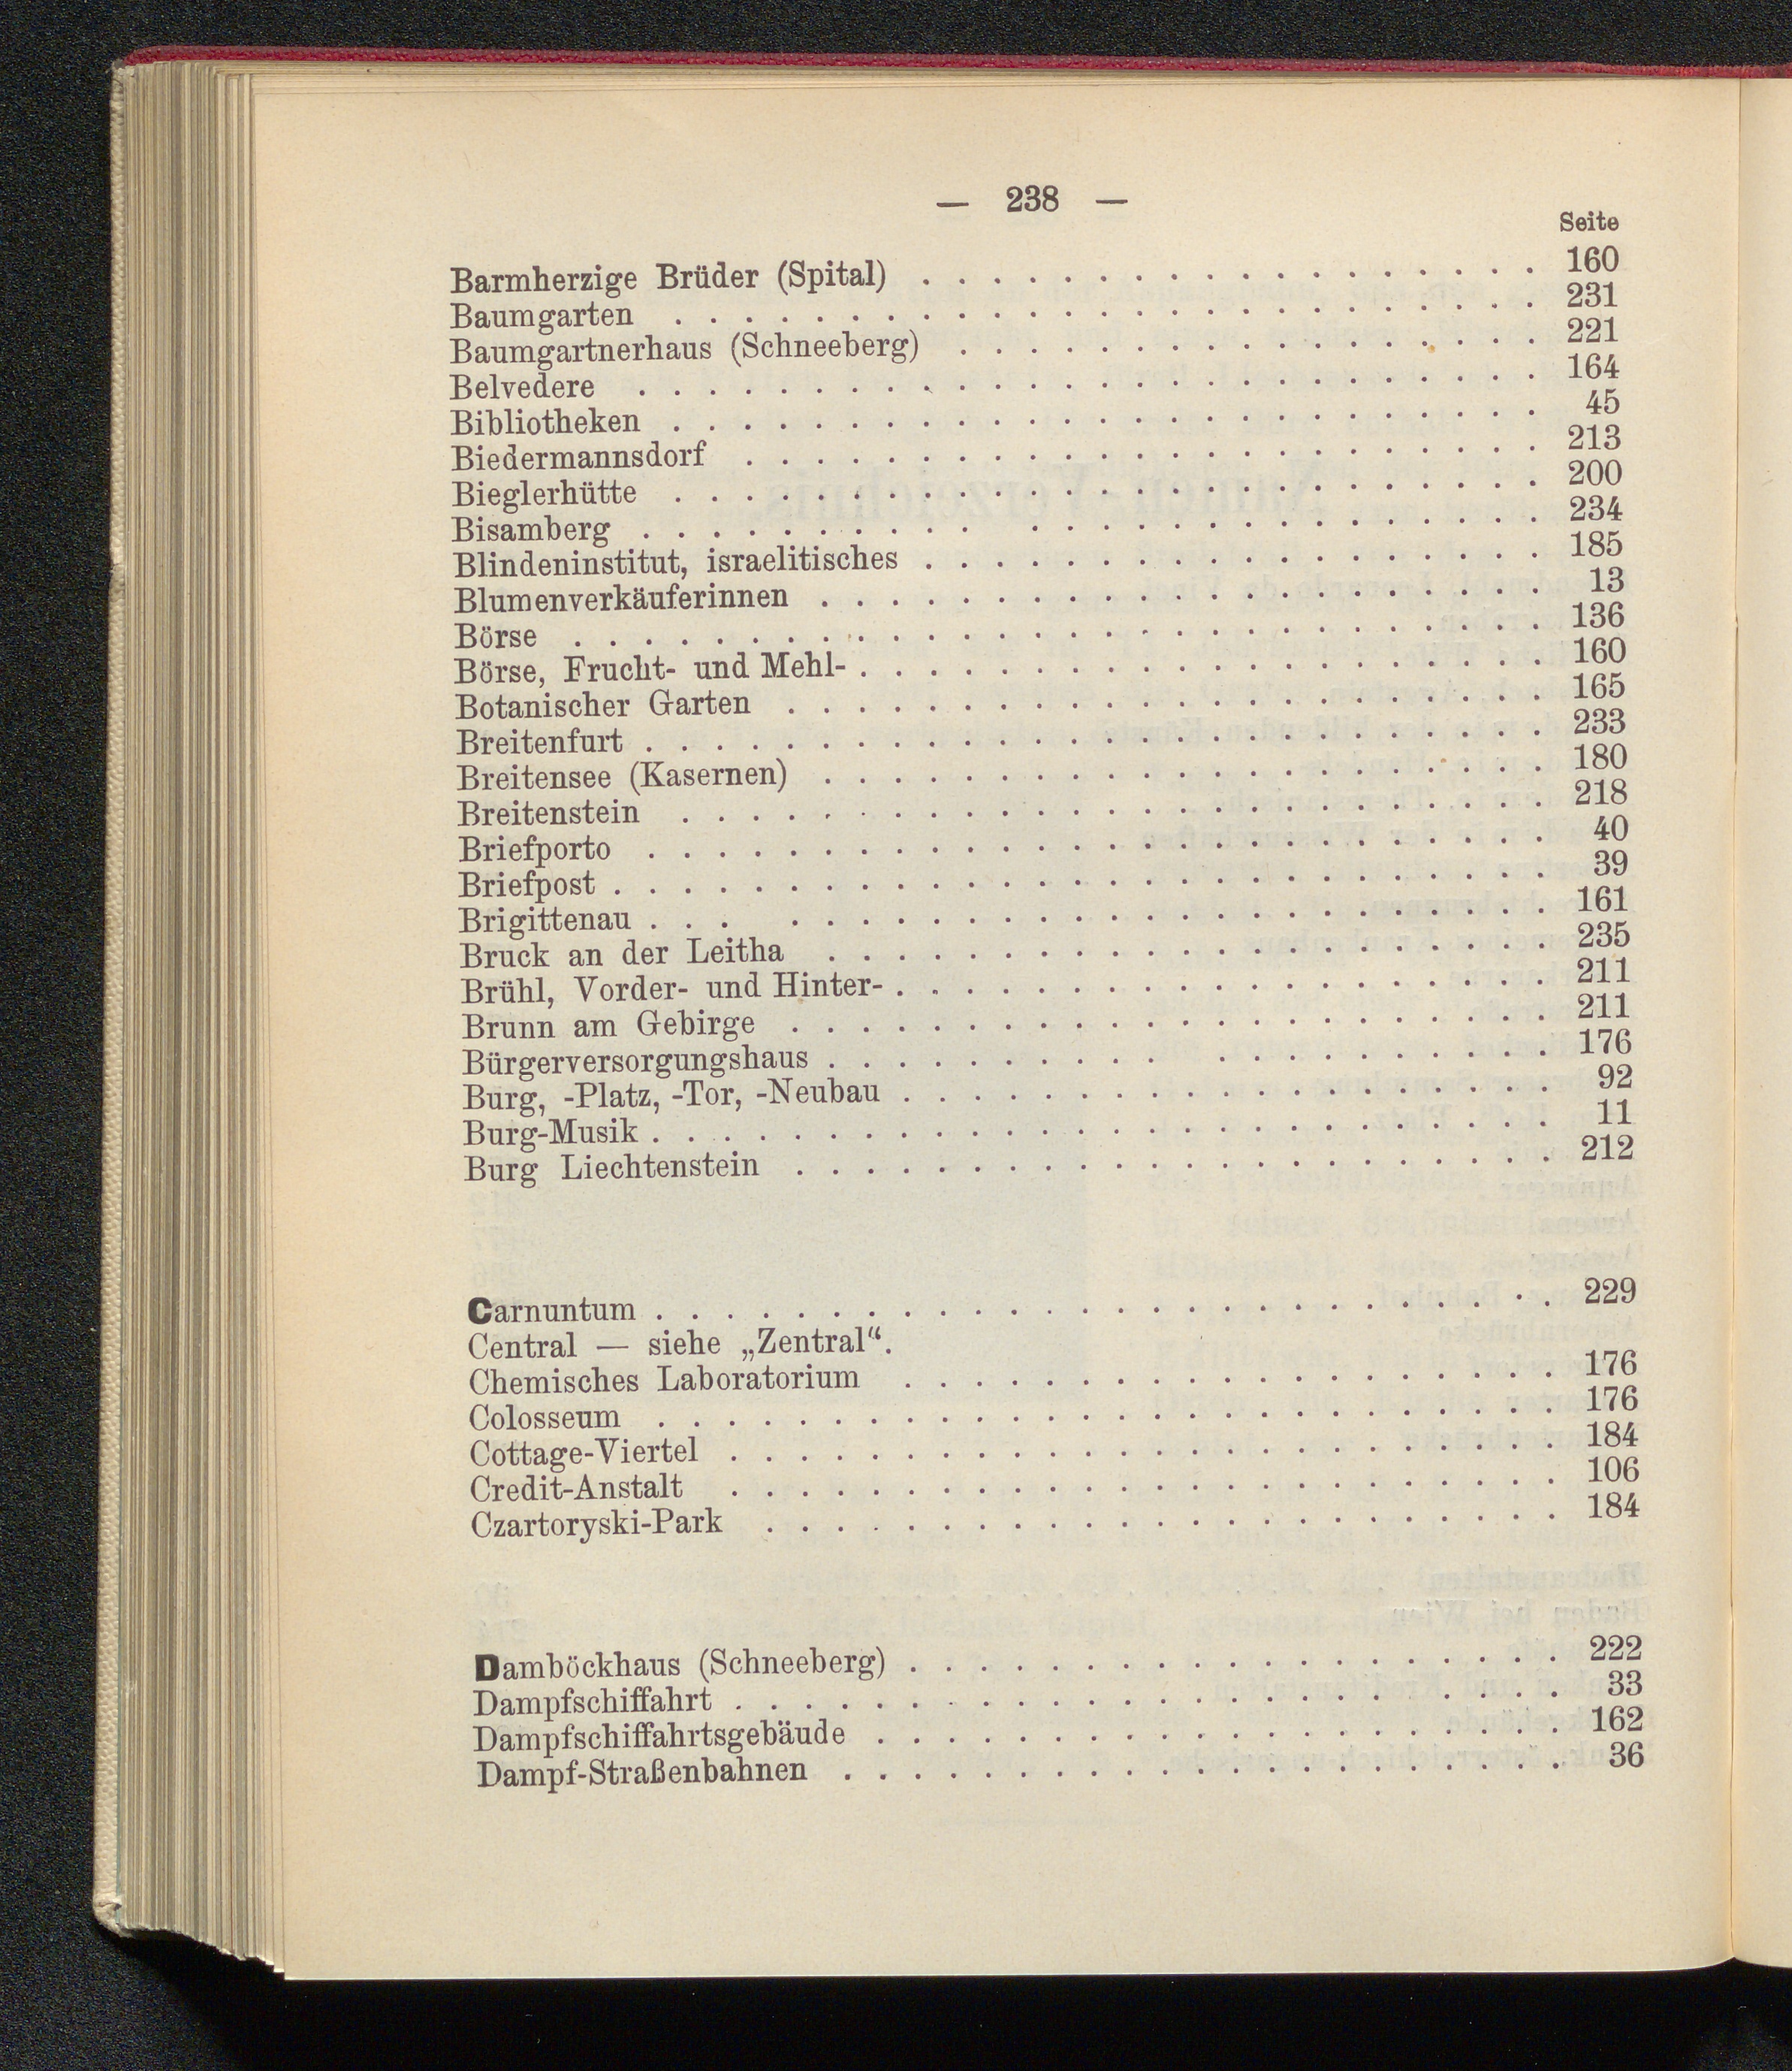 — 238 —
Seite
Barmherzige Brüder (Spital) . . . . . . . . . . . . . . . . . . 160
Baumgarten . . . . . . . . . . . . . . . . . . . . . . . . . 231
Baumgartnerhaus (Schneeberg) . . . . . . . . . . . . . . . . . 221
Belvedere . . . . . . . . . . . . . . . . . . . . . . . . . . 164
Bibliotheken . . . . . . . . . . . . . . . . . . . . . . . . . 45
Biedermannsdorf . . . . . . . . . . . . . . . . . . . . . . . 213
Bieglerhütte . . . . . . . . . . . . . . . . . . . . . . . . . 200
Bisamberg . . . . . . . . . . . . . . . . . . . . . . . . . . 234
Blindeninstitut, israelitisches . . . . . . . . . . . . . . . . . . 185
Blumenverkäuferinnen . . . . . . . . . . . . . . . . . . . . . 13
Börse . . . . . . . . . . . . . . . . . . . . . . . . . . . . 136
Börse, Frucht- und Mehl- . . . . . . . . . . . . . . . . . . . . 160
Botanischer Garten . . . . . . . . . . . . . . . . . . . . . . 165
Breitenfurt . . . . . . . . . . . . . . . . . . . . . . . . . . 233
Breitensee (Kasernen) . . . . . . . . . . . . . . . . . . . . . 180
Breitenstein . . . . . . . . . . . . . . . . . . . . . . . . . 218
Briefporto . . . . . . . . . . . . . . . . . . . . . . . . . . 40
Briefpost . . . . . . . . . . . . . . . . . . . . . . . . . . . 39
Brigittenau . . . . . . . . . . . . . . . . . . . . . . . . . . 161
Bruck an der Leitha . . . . . . . . . . . . . . . . . . . . . 235
Brühl, Vorder- und Hinter- . . . . . . . . . . . . . . . . . . . 211
Brunn am Gebirge . . . . . . . . . . . . . . . . . . . . . . 211
Bürgerversorgungshaus . . . . . . . . . . . . . . . . . . . . . 176
Burg, -Platz, -Tor, -Neubau . . . . . . . . . . . . . . . . . . . 92
Burg-Musik . . . . . . . . . . . . . . . . . . . . . . . . . . 11
Burg Liechtenstein . . . . . . . . . . . . . . . . . . . . . . 212
Carnuntum . . . . . . . . . . . . . . . . . . . . . . . . . . 229
Central — siehe „Zentral“.
Chemisches Laboratorium . . . . . . . . . . . . . . . . . . . 176
Colosseum . . . . . . . . . . . . . . . . . . . . . . . . . . 176
Cottage-Viertel . . . . . . . . . . . . . . . . . . . . . . . . 184
Credit-Anstalt . . . . . . . . . . . . . . . . . . . . . . . . 106
Czartoryski-Park . . . . . . . . . . . . . . . . . . . . . . . 184
Damböckhaus (Schneeberg) . . . . . . . . . . . . . . . . . . . 222
Dampfschiffahrt . . . . . . . . . . . . . . . . . . . . . . . . 33
Dampfschiffahrtsgebäude . . . . . . . . . . . . . . . . . . . . 162
Dampf-Straßenbahnen . . . . . . . . . . . . . . . . . . . . . 36